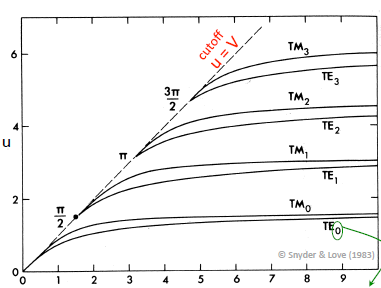 6
cutoff
u = V
TM3
3π
2
TE3
TM2
4
TE2
u
π
TM1
TE1
2
π
2
TM0
TE0
© Snyder & Love (1983)
0
0 1 2 3 4 5 6 7 8 9